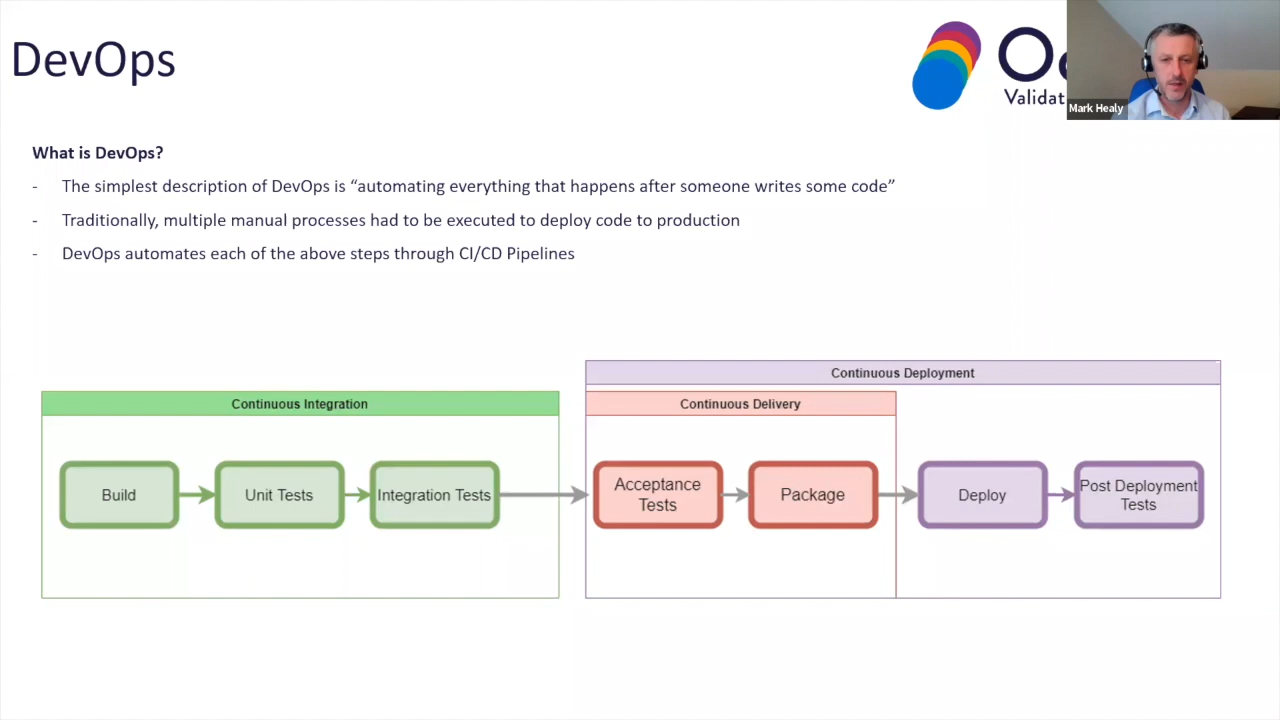 DevOps
Mark Healy
What is DevOps?
- The simplest description of DevOps is “automating everything that happens after someone writes some code”
- Traditionally, multiple manual processes had to be executed to deploy code to production
- DevOps automates each of the above steps through CI/CD Pipelines
Continuous Deployment
Continuous Integration
Continuous Delivery
Build
Unit Tests
Integration Tests
Acceptance
Tests
Package
Deploy
Post Deployment
Tests